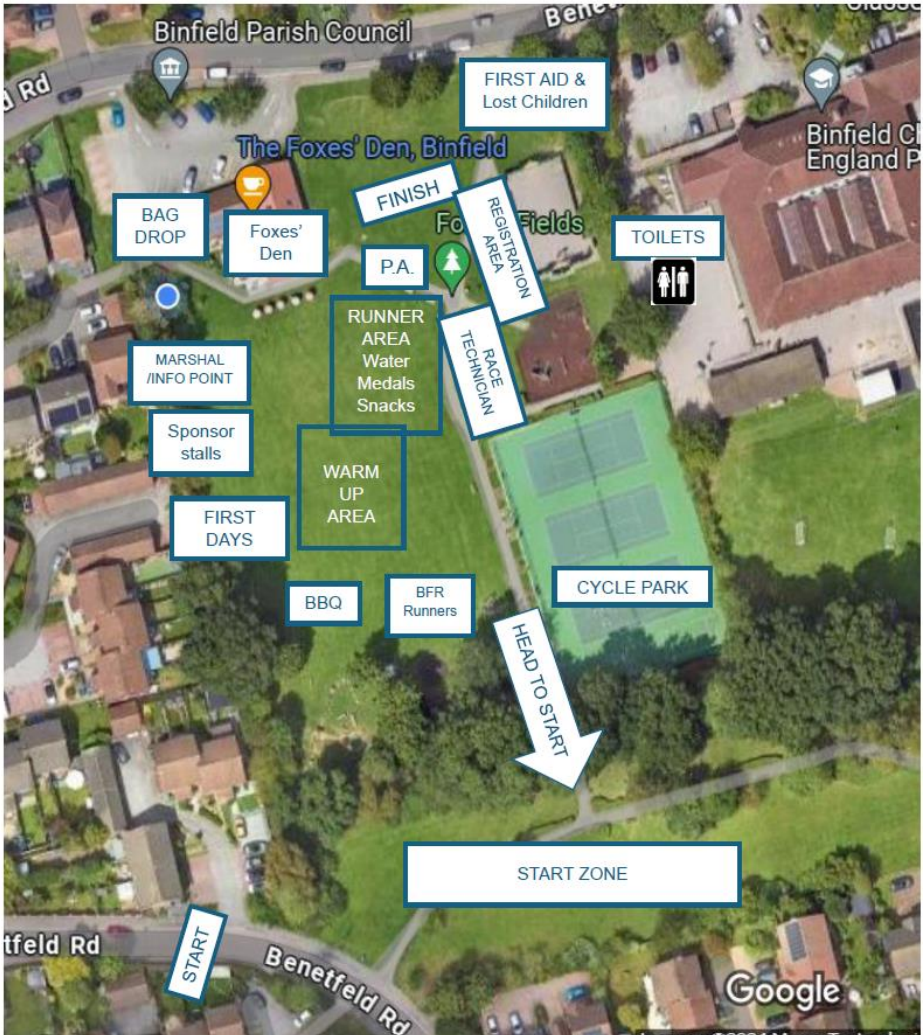 Binfield Parish Council
d Rd
FIRST AID &
Lost Children
Binfield
England P
The Foxes' Den, Binfield
FINISH
REGISTRATION
AREA
BAG
DROP
Foxes'
Den
Fields
TOILETS
P.A.
RUNNER
AREA
Water
Medals
Snacks
RACE
TECHNICIAN
MARSHAL
/INFO POINT
Sponsor
stalls
WARM
UP
AREA
FIRST
DAYS
BBQ
BFR
Runners
CYCLE PARK
HEAD TO START
START ZONE
START
tfeld Rd
Benetfeld Rd
Google